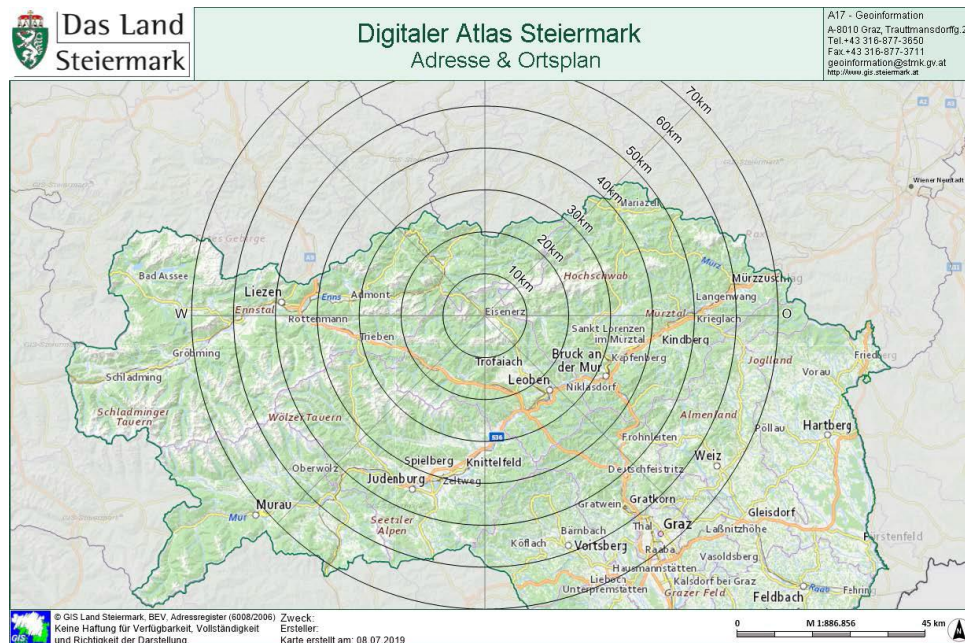 Das Land
Steiermark
Digitaler Atlas Steiermark
Adresse & Ortsplan
A17 - Geoinformation
A-8010 Graz, Trauttmansdorffg.2
Tel.+43 316-877-3650
Fax.+43 316-877-3711
geoinformation@stmk.gv.at
http://www.gis.steiermark.at
70km
60km
50km
40km
30km
20km
10km
Wiener Neustadt
Mariazell
Bad Aussee
Hochschwab
Mürz
Mürzzuschlag
Liezen
Enns
Admont
Langenwang
W
Ennstal
Rottenmann
Eisenerz
Mürztal
Krieglach
O
Trieben
Sankt Lorenzen
im Mürztal
Kindberg
Gröbming
Trofaiach
Bruck an
der Mur
Kapfenberg
Joglland
Friedberg
Schladming
Leoben
Niklasdorf
Vorau
Schladminger
Tauern
Wölzer Tauern
Almenland
Pöllau
Hartberg
S36
Frohnleiten
Oberwölz
Spielberg
Knittelfeld
Deutschfeistritz
Weiz
Judenburg
Zeltweg
Murau
Mur
Gratwein
Gratkorn
Gleisdorf
Seetaler
Alpen
Bärnbach
Thal
Graz
Laßnitzhöhe
Fürstenfeld
Köflach
Voitsberg
Raaba
Vasoldsberg
Hausmannstätten
Lieboch
Unterpremstätten
Kalsdorf bei Graz
Grazer Feld
Feldbach
Raab
Fehring
GIS
© GIS Land Steiermark, BEV, Adressregister (6008/2006)
Keine Haftung für Verfügbarkeit, Vollständigkeit
und Richtigkeit der Darstellung.
Zweck:
Ersteller:
Karte erstellt am: 08.07.2019
0 M 1:886.856 45 km
N